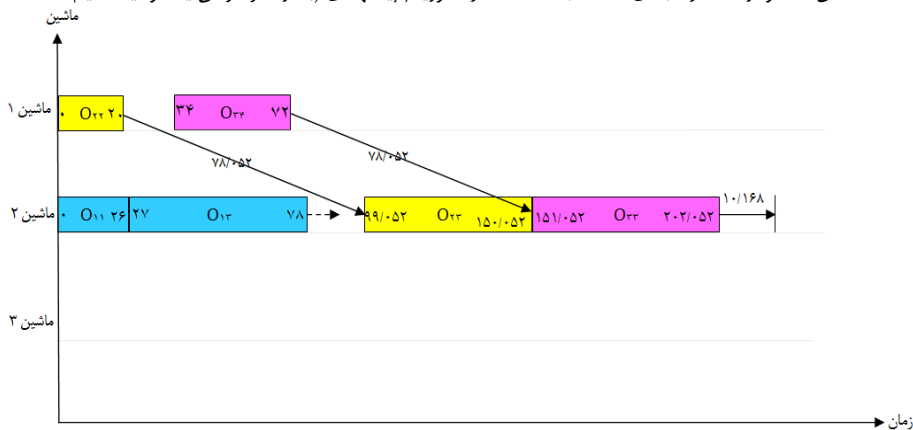 ماشین
ماشین ۱
۰ O₂₂ ۲۰
۳۴ O۳۴ ۷۲
۷۸/۰۵۲
۷۸/۰۵۲
ماشین ۲
۰ O۱۱ ۲۶
۲۷ O۱۳ ۷۸
۹۹/۰۵۲ O۲۳ ۱۵۰/۰۵۲
۱۵۱/۰۵۲ O۳۳ ۲۰۲/۰۵۲
۱۰/۱۶۸
ماشین ۳
زمان